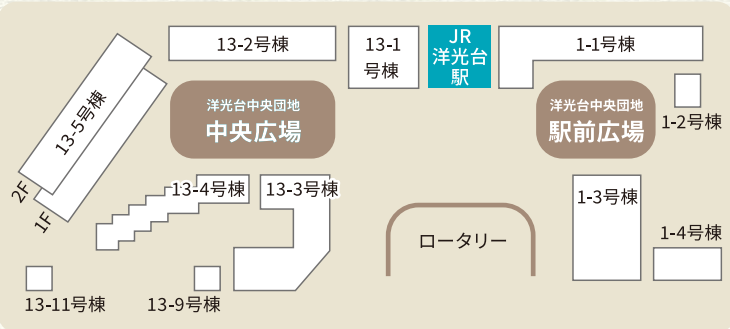 13-2号棟
13-1
号棟
JR
洋光台
駅
1-1号棟
13-5号棟
2F
1F
洋光台中央団地
中央広場
洋光台中央団地
駅前広場
1-2号棟
13-4号棟
13-3号棟
1-3号棟
ロータリー
1-4号棟
13-11号棟
13-9号棟